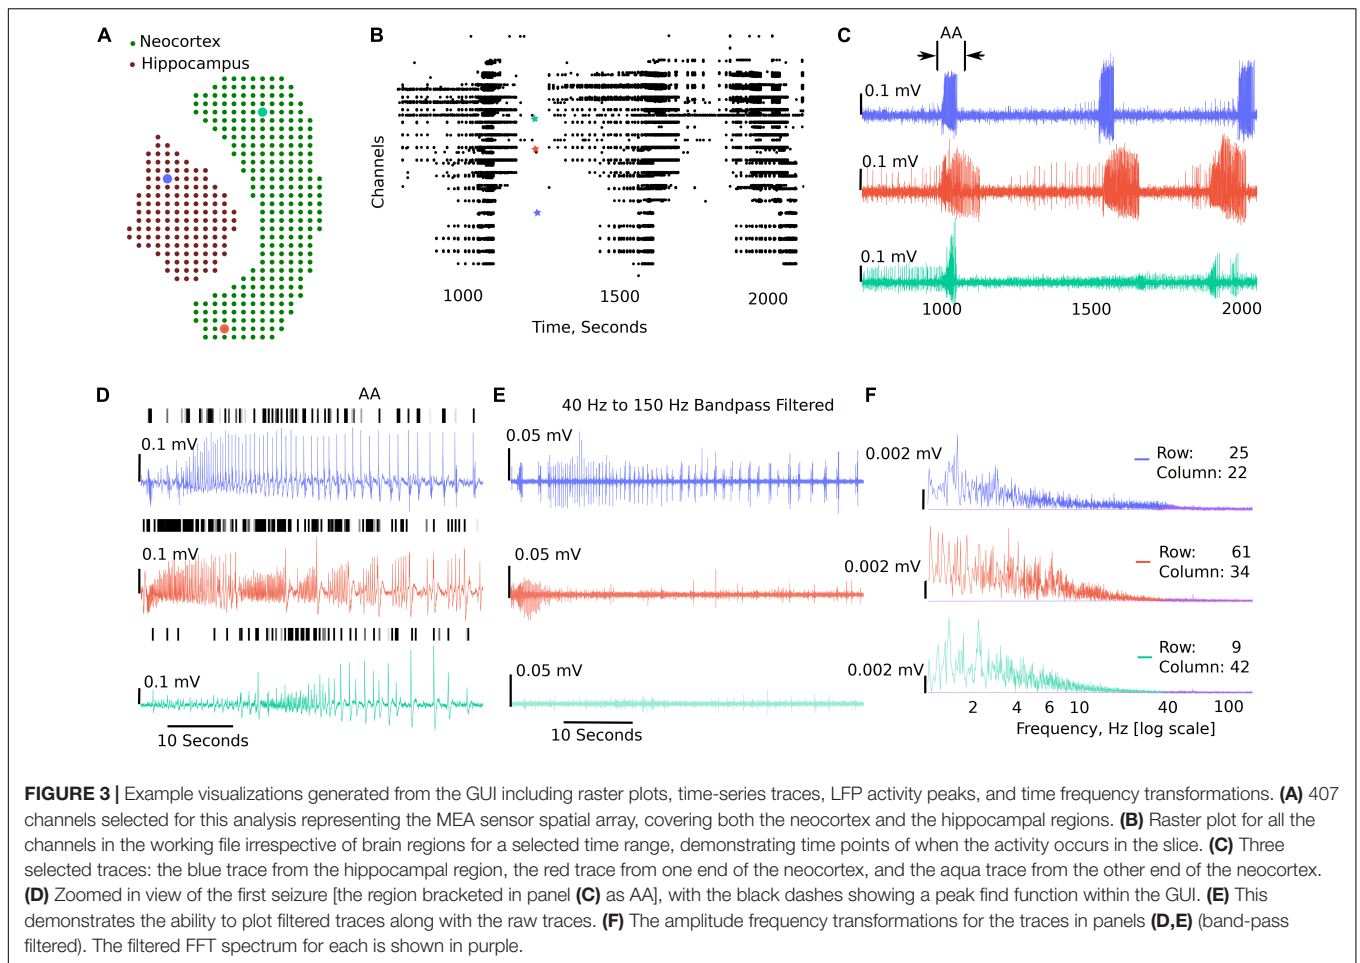 A
Neocortex
Hippocampus
B
Channels
1000
1500
2000
Time, Seconds
C
AA
0.1 mV
0.1 mV
0.1 mV
1000
1500
2000
D
AA
0.1 mV
0.1 mV
0.1 mV
10 Seconds
E
40 Hz to 150 Hz Bandpass Filtered
0.05 mV
0.05 mV
0.05 mV
10 Seconds
F
0.002 mV
Row: 25
Column: 22
0.002 mV
Row: 61
Column: 34
0.002 mV
Row: 9
Column: 42
2 4 6 10 40 100
Frequency, Hz [log scale]
FIGURE 3 | Example visualizations generated from the GUI including raster plots, time-series traces, LFP activity peaks, and time frequency transformations. (A) 407
channels selected for this analysis representing the MEA sensor spatial array, covering both the neocortex and the hippocampal regions. (B) Raster plot for all the
channels in the working file irrespective of brain regions for a selected time range, demonstrating time points of when the activity occurs in the slice. (C) Three
selected traces: the blue trace from the hippocampal region, the red trace from one end of the neocortex, and the aqua trace from the other end of the neocortex.
(D) Zoomed in view of the first seizure [the region bracketed in panel (C) as AA], with the black dashes showing a peak find function within the GUI. (E) This
demonstrates the ability to plot filtered traces along with the raw traces. (F) The amplitude frequency transformations for the traces in panels (D,E) (band-pass
filtered). The filtered FFT spectrum for each is shown in purple.